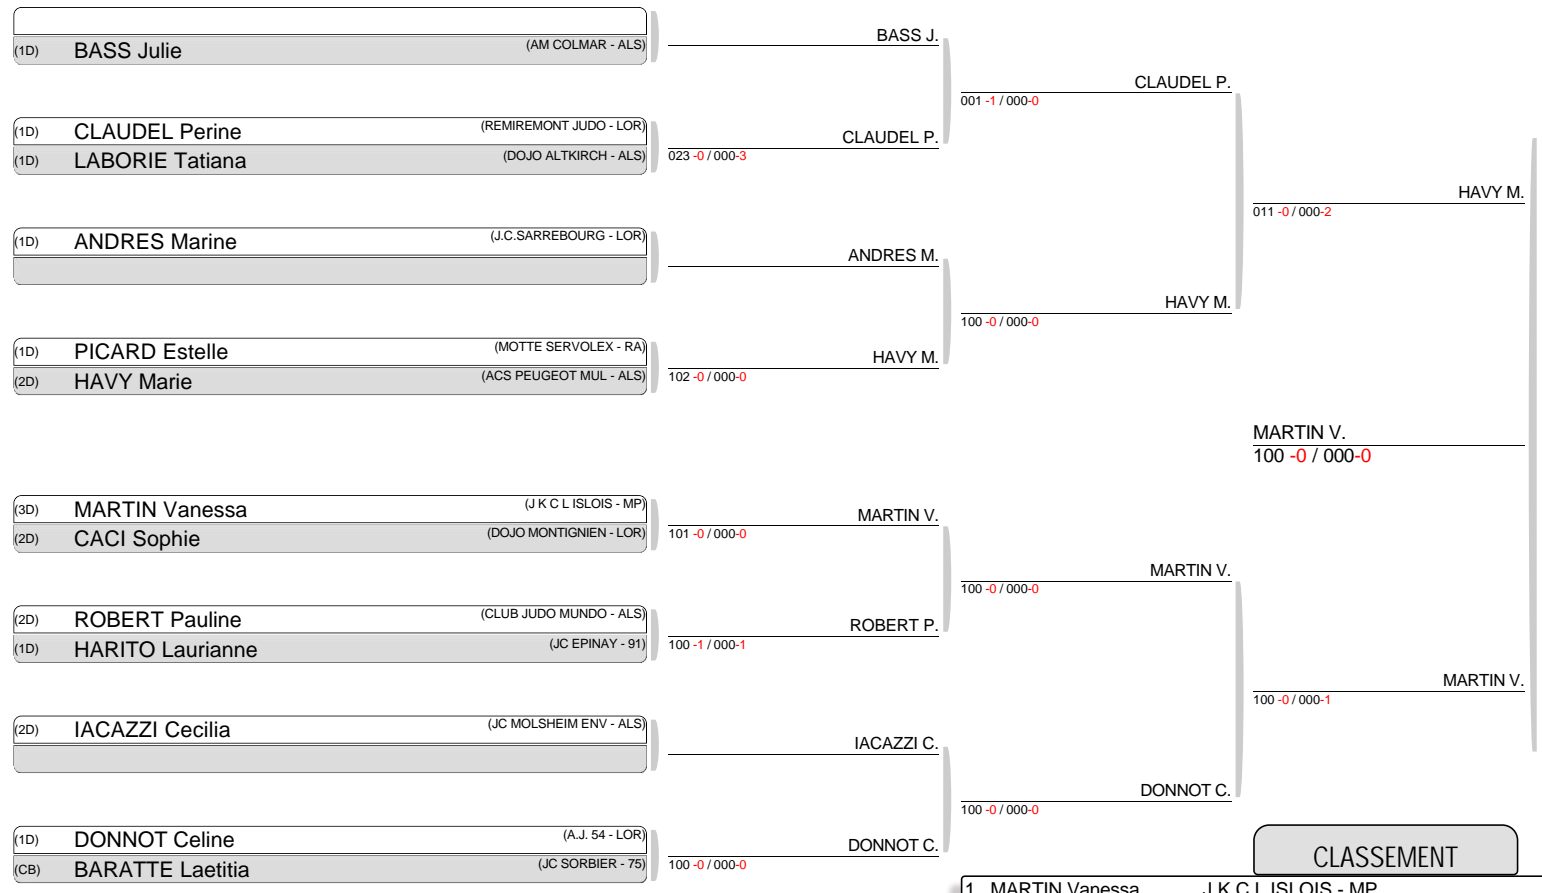 (1D) BASS Julie (AM COLMAR - ALS)
(1D) CLAUDEL Perine (REMIREMONT JUDO - LOR)
(1D) LABORIE Tatiana (DOJO ALTKIRCH - ALS)
(1D) ANDRES Marine (J.C.SARREBOURG - LOR)
(1D) PICARD Estelle (MOTTE SERVOLEX - RA)
(2D) HAVY Marie (ACS PEUGEOT MUL - ALS)
(3D) MARTIN Vanessa (J K C L ISLOIS - MP)
(2D) CACI Sophie (DOJO MONTIGNIEN - LOR)
(2D) ROBERT Pauline (CLUB JUDO MUNDO - ALS)
(1D) HARITO Laurianne (JC EPINAY - 91)
(2D) IACAZZI Cecilia (JC MOLSHEIM ENV - ALS)
(1D) DONNOT Celine (A.J. 54 - LOR)
(CB) BARATTE Laetitia (JC SORBIER - 75)
BASS J.
CLAUDEL P.
023 -0 / 000-3
ANDRES M.
HAVY M.
102 -0 / 000-0
MARTIN V.
101 -0 / 000-0
ROBERT P.
100 -1 / 000-1
IACAZZI C.
DONNOT C.
100 -0 / 000-0
CLAUDEL P.
001 -1 / 000-0
HAVY M.
100 -0 / 000-0
MARTIN V.
100 -0 / 000-0
DONNOT C.
100 -0 / 000-0
HAVY M.
011 -0 / 000-2
MARTIN V.
100 -0 / 000-0
MARTIN V.
100 -0 / 000-1
CLASSEMENT
1 MARTIN Vanessa J K C L ISLOIS - MP